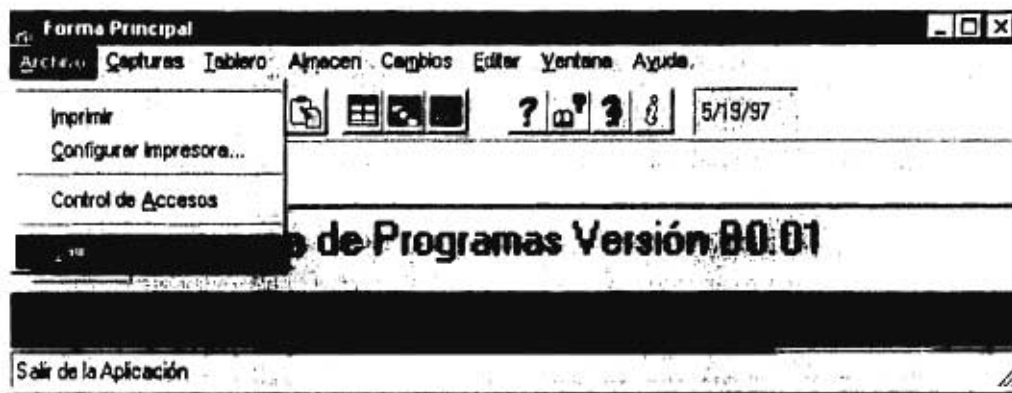 Forma Principal
Archivo Capturas Tablero Almacen Cambios Editar Ventana Ayuda
5/19/97
Imprimir
Configurar Impresora...
Control de Accesos
de Programas Versión B0.01
Salir de la Aplicación